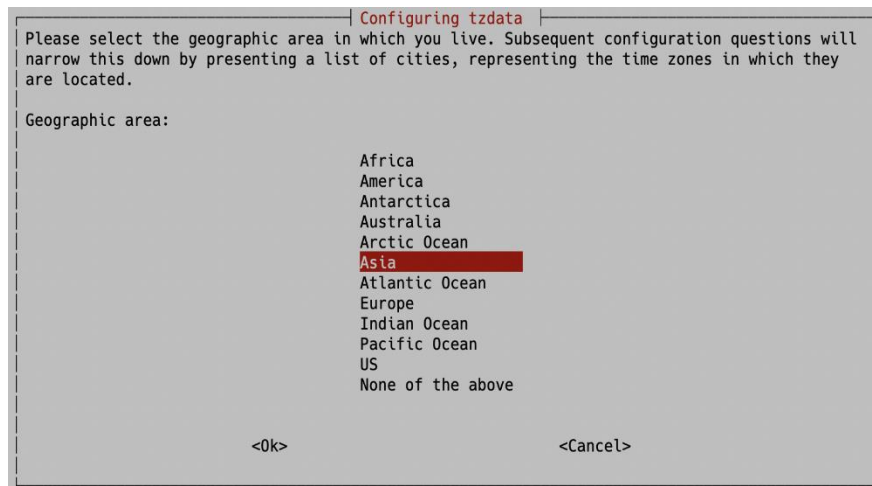 Configuring tzdata
Please select the geographic area in which you live. Subsequent configuration questions will
narrow this down by presenting a list of cities, representing the time zones in which they
are located.
Geographic area:
Africa
America
Antarctica
Australia
Arctic Ocean
Asia
Atlantic Ocean
Europe
Indian Ocean
Pacific Ocean
US
None of the above
<Ok> <Cancel>